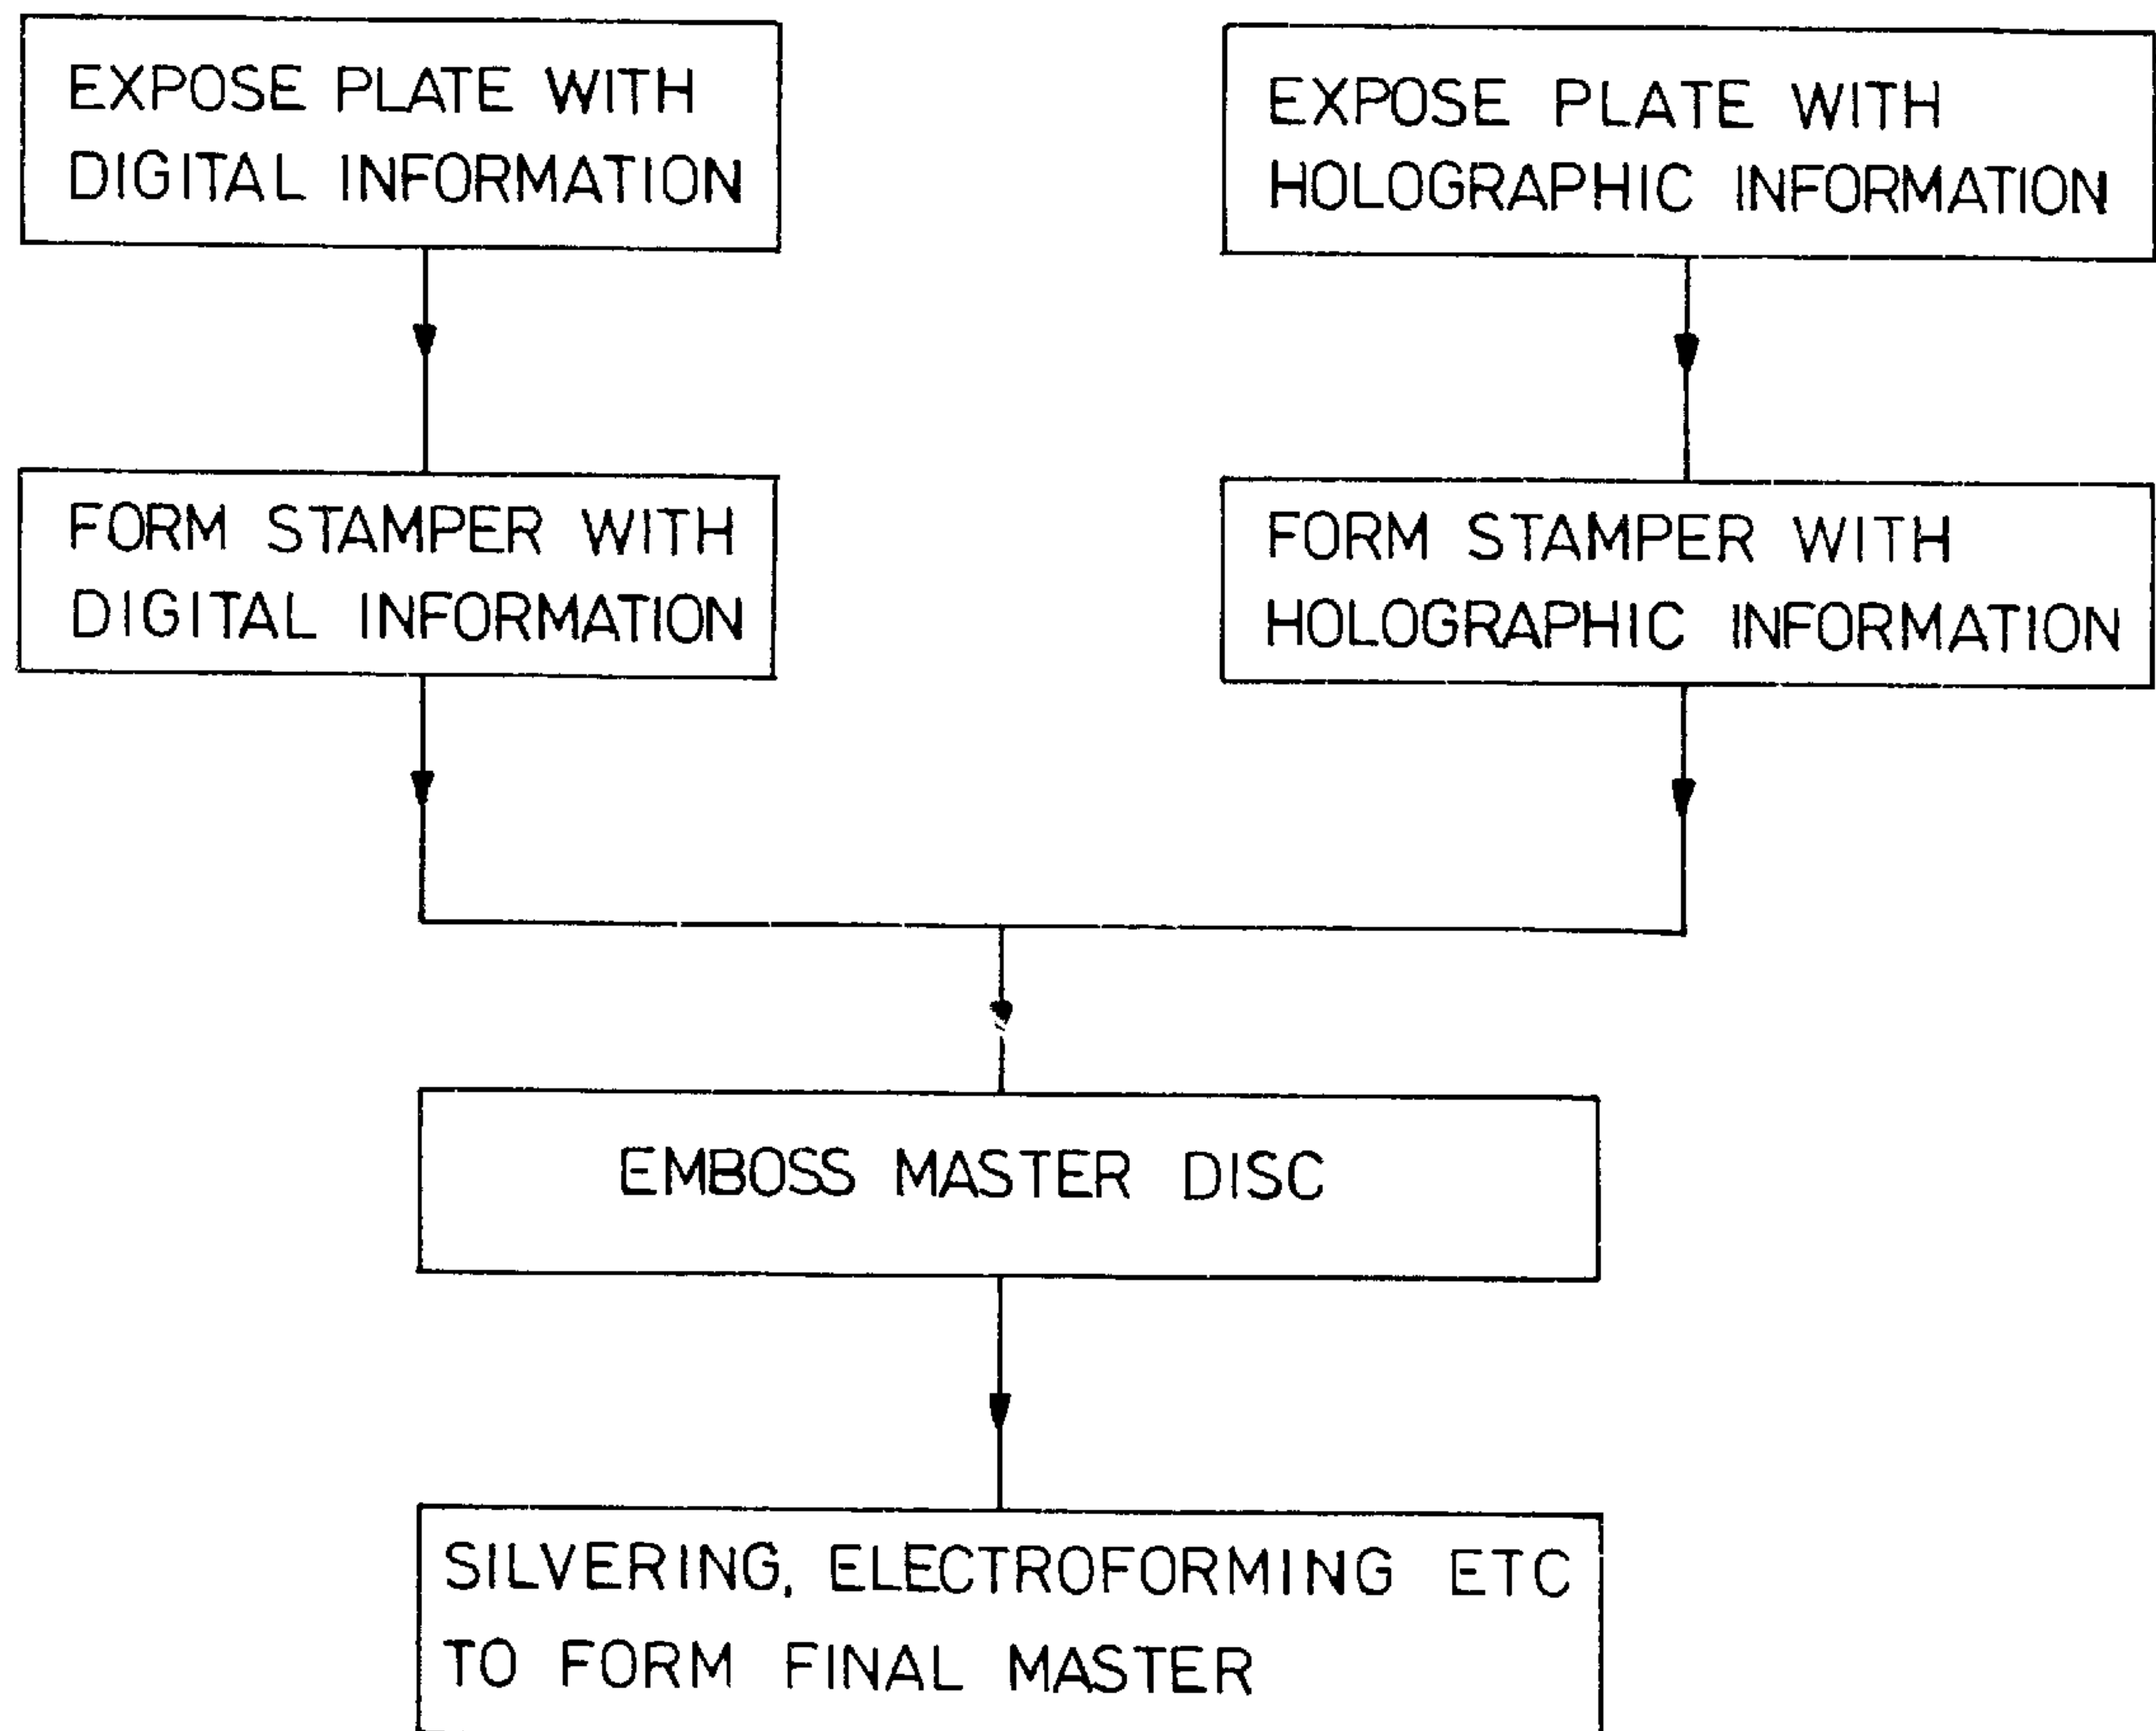 EXPOSE PLATE WITH
DIGITAL INFORMATION
EXPOSE PLATE WITH
HOLOGRAPHIC INFORMATION
FORM STAMPER WITH
DIGITAL INFORMATION
FORM STAMPER WITH
HOLOGRAPHIC INFORMATION
EMBOSS MASTER DISC
SILVERING, ELECTROFORMING ETC
TO FORM FINAL MASTER